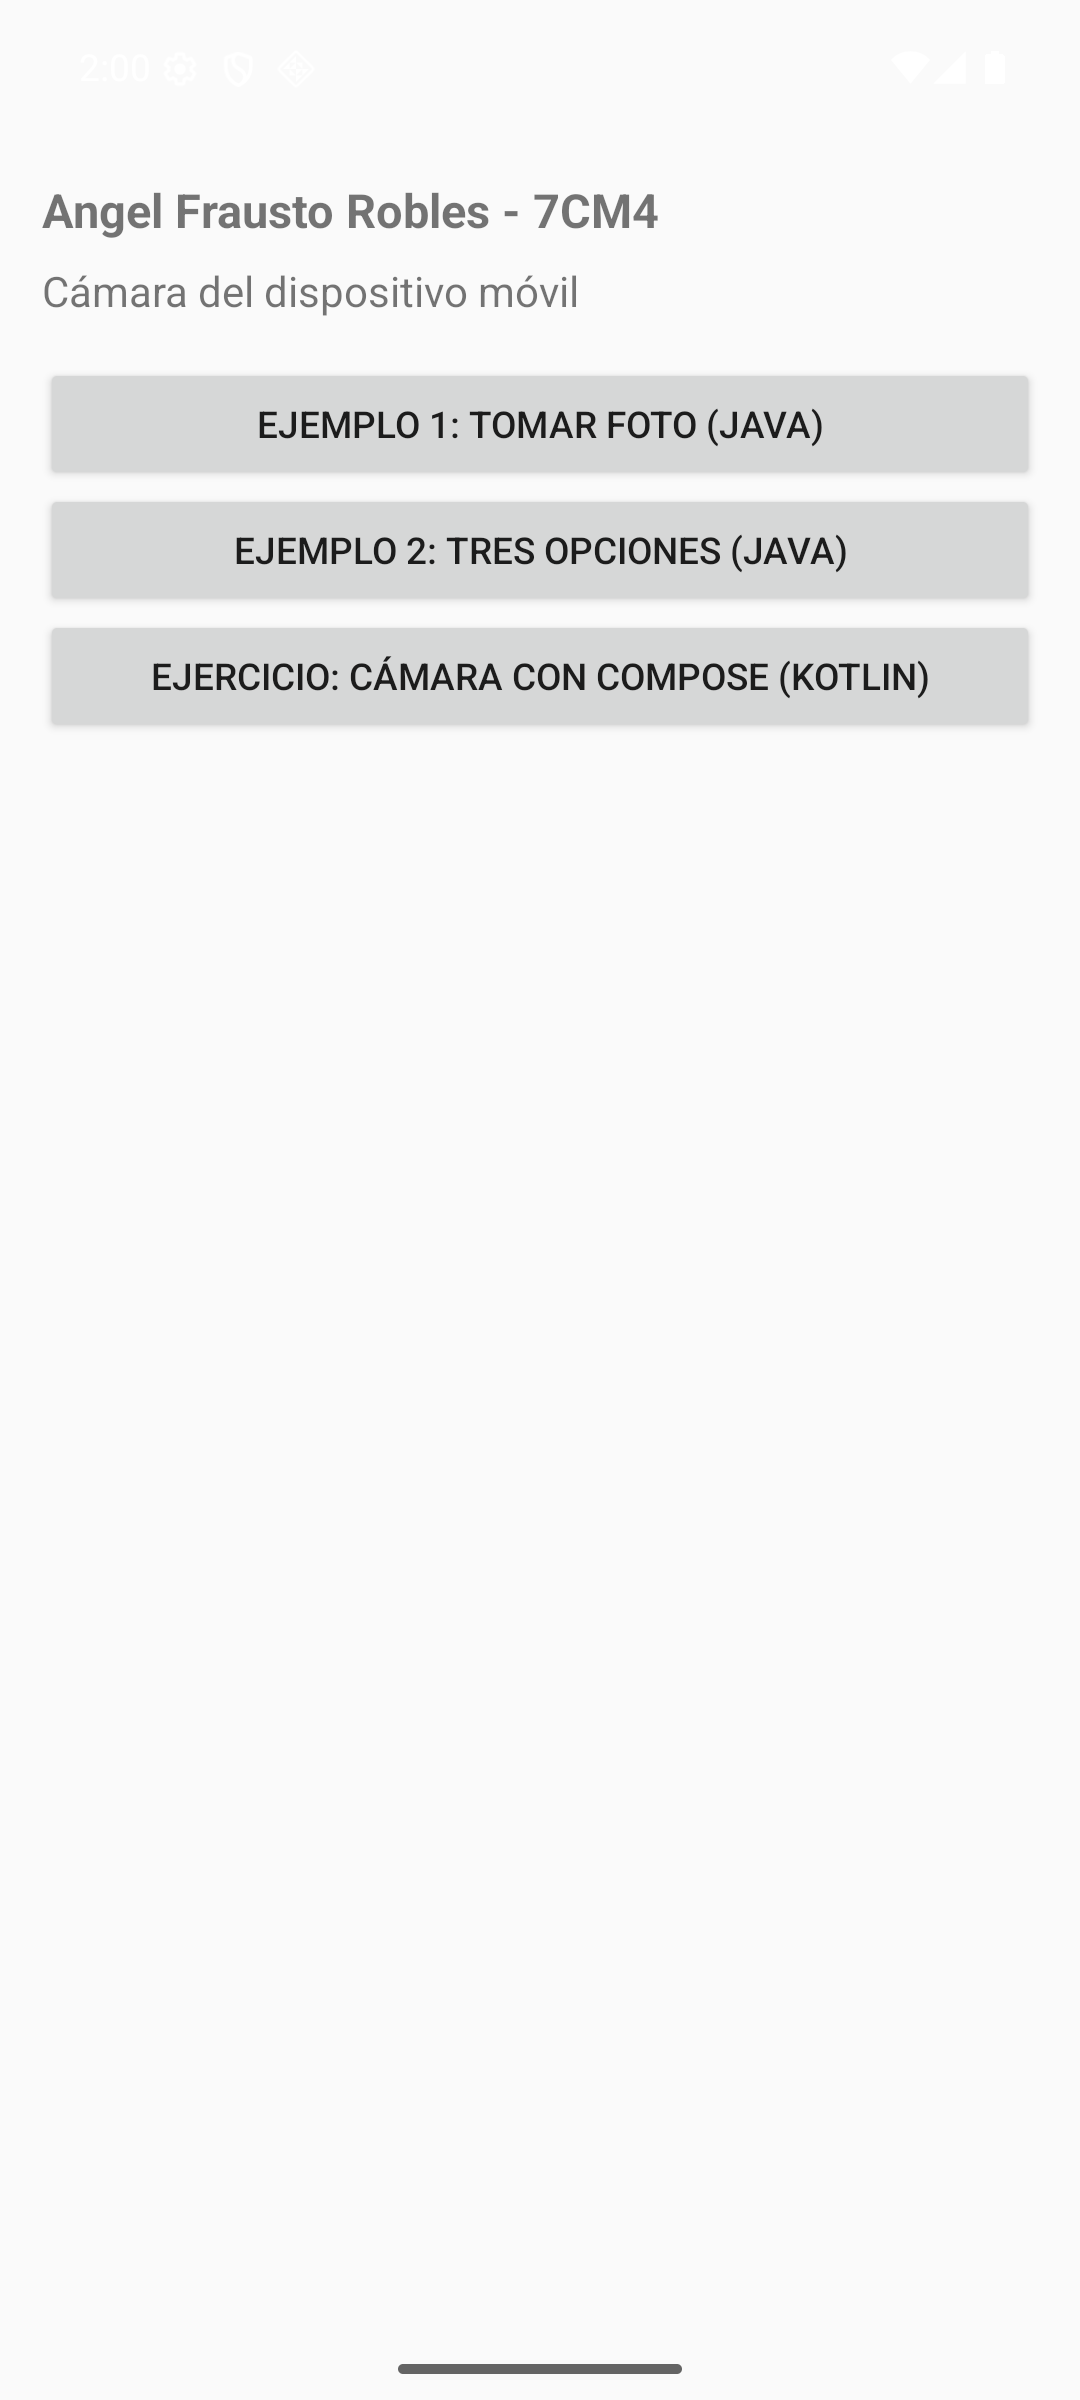 2:00
Angel Frausto Robles - 7CM4
Cámara del dispositivo móvil
EJEMPLO 1: TOMAR FOTO (JAVA)
EJEMPLO 2: TRES OPCIONES (JAVA)
EJERCICIO: CÁMARA CON COMPOSE (KOTLIN)